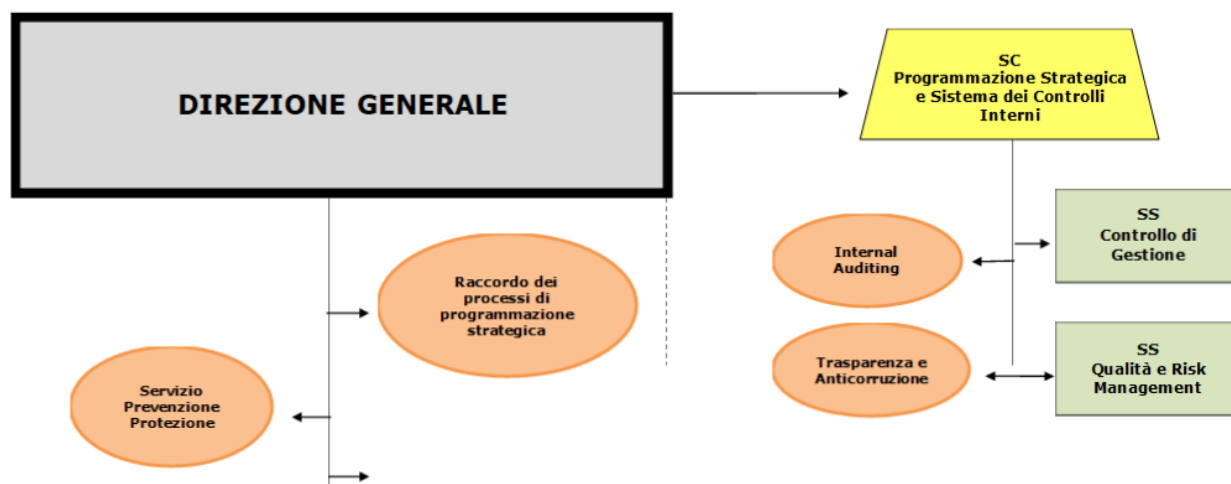 DIREZIONE GENERALE
SC
Programmazione Strategica
e Sistema dei Controlli
Interni
SS
Controllo di
Gestione
Internal
Auditing
Raccordo dei
processi di
programmazione
strategica
SS
Qualità e Risk
Management
Trasparenza e
Anticorruzione
Servizio
Prevenzione
Protezione